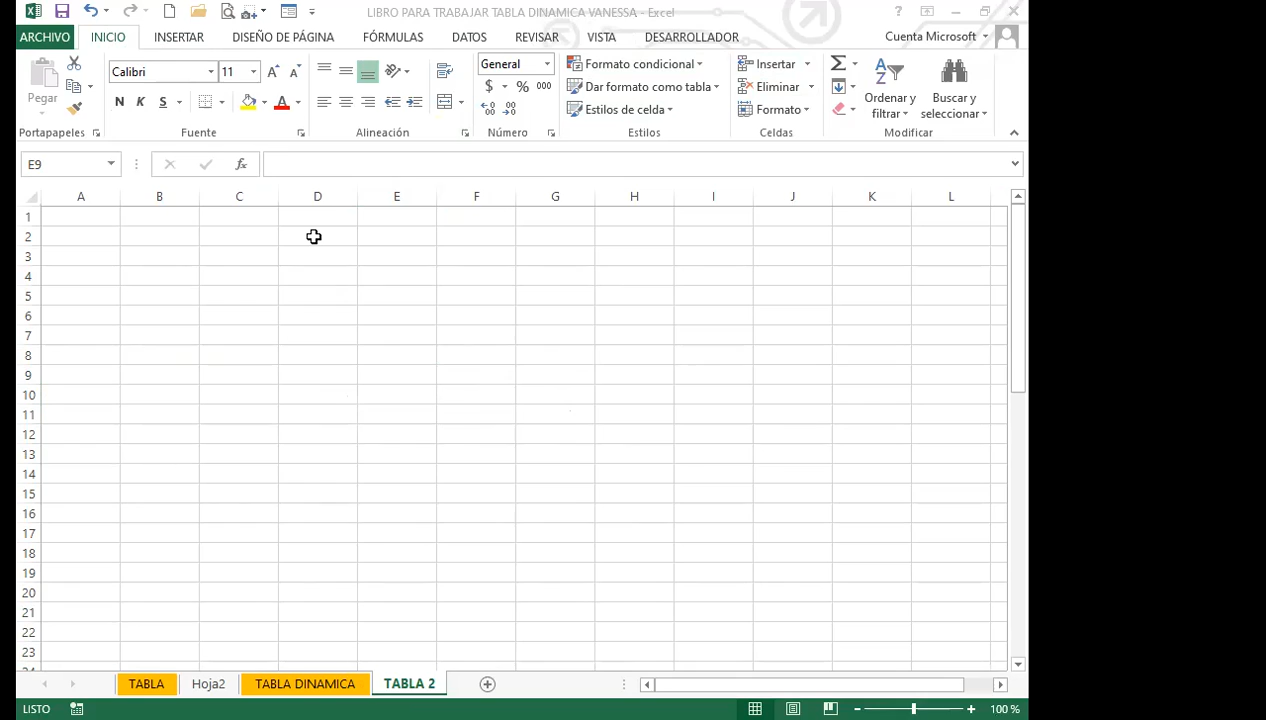 LIBRO PARA TRABAJAR TABLA DINAMICA VANESSA - Excel
ARCHIVO INICIO INSERTAR DISEÑO DE PÁGINA FÓRMULAS DATOS REVISAR VISTA DESARROLLADOR Cuenta Microsoft
Pegar
Calibri 11
N K S
A A
A
General
$ % 000
Formato condicional
Dar formato como tabla
Estilos de celda
Insertar
Eliminar
Formato
Ordenar y filtrar
Buscar y seleccionar
Portapapeles Fuente Alineación Número Estilos Celdas Modificar
E9 fx
A B C D E F G H I J K L
1
2
3
4
5
6
7
8
9
10
11
12
13
14
15
16
17
18
19
20
21
22
23
24
TABLA Hoja2 TABLA DINAMICA TABLA 2
LISTO 100 %